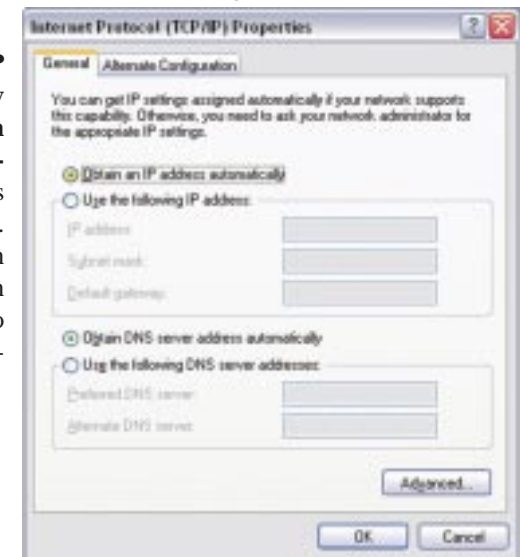 Internet Protocol (TCP/IP) Properties
General
Alternate Configuration
You can get IP settings assigned automatically if your network supports
this capability. Otherwise, you need to ask your network administrator for
the appropriate IP settings.
Obtain an IP address automatically
Use the following IP address:
IP address:
Subnet mask:
Default gateway:
Obtain DNS server address automatically
Use the following DNS server addresses:
Preferred DNS server:
Alternate DNS server:
Advanced...
OK
Cancel